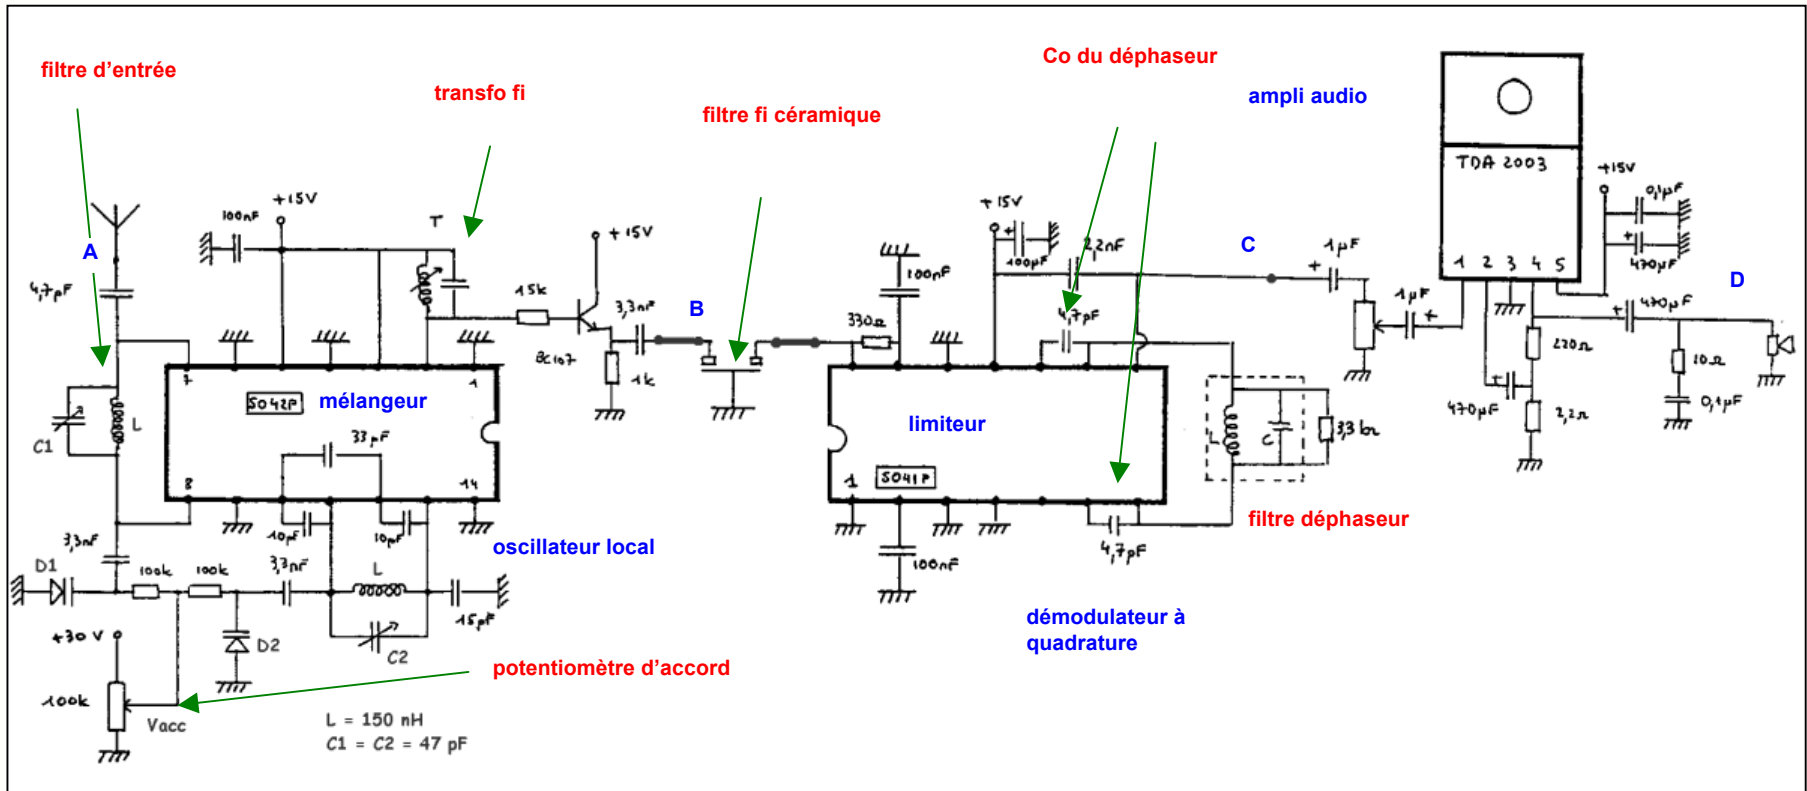 filtre d'entrée
transfo fi
filtre fi céramique
Co du déphaseur
ampli audio
TDA 2003
1 2 3 4 5
+15V
0,1µF
470µF
A
4,7pF
100nF
+15V
T
+15V
15k
BC107
3,3nF
1k
B
330Ω
100nF
+15V
100µF
2,2nF
4,7pF
C
1µF
1µF
470µF
D
220Ω
470µF
2,2Ω
10Ω
0,1µF
7
1
SO42P
mélangeur
33pF
8
14
C1
L
limiteur
1
SO41P
L
C
3,3kΩ
filtre déphaseur
3,3nF
10pF
10pF
oscillateur local
100nF
4,7pF
D1
100k
100k
3,3nF
L
15pF
démodulateur à
quadrature
+30V
D2
C2
potentiomètre d'accord
100k
Vacc
L = 150 nH
C1 = C2 = 47 pF